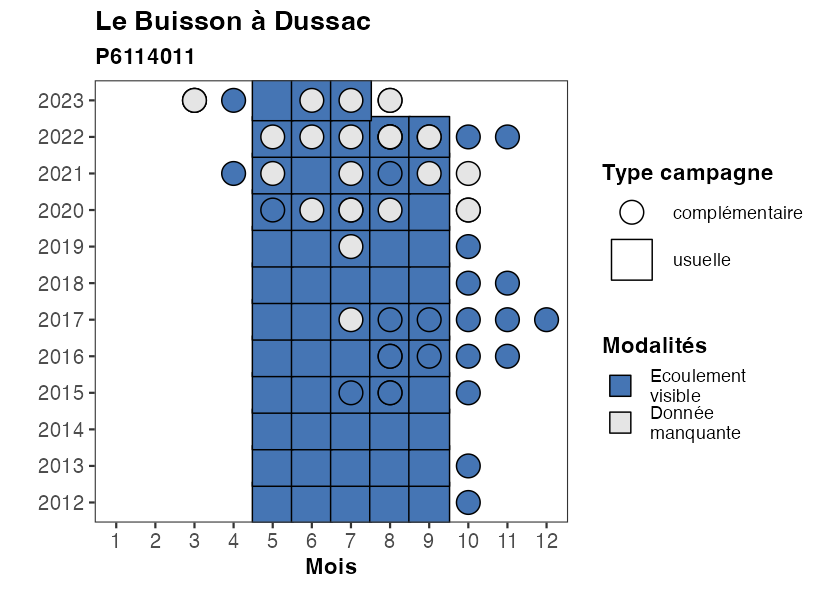 Le Buisson à Dussac
P6114011
2023
2022
2021
2020
2019
2018
2017
2016
2015
2014
2013
2012
1 2 3 4 5 6 7 8 9 10 11 12
Mois
Type campagne
complémentaire
usuelle
Modalités
Ecoulement
visible
Donnée
manquante